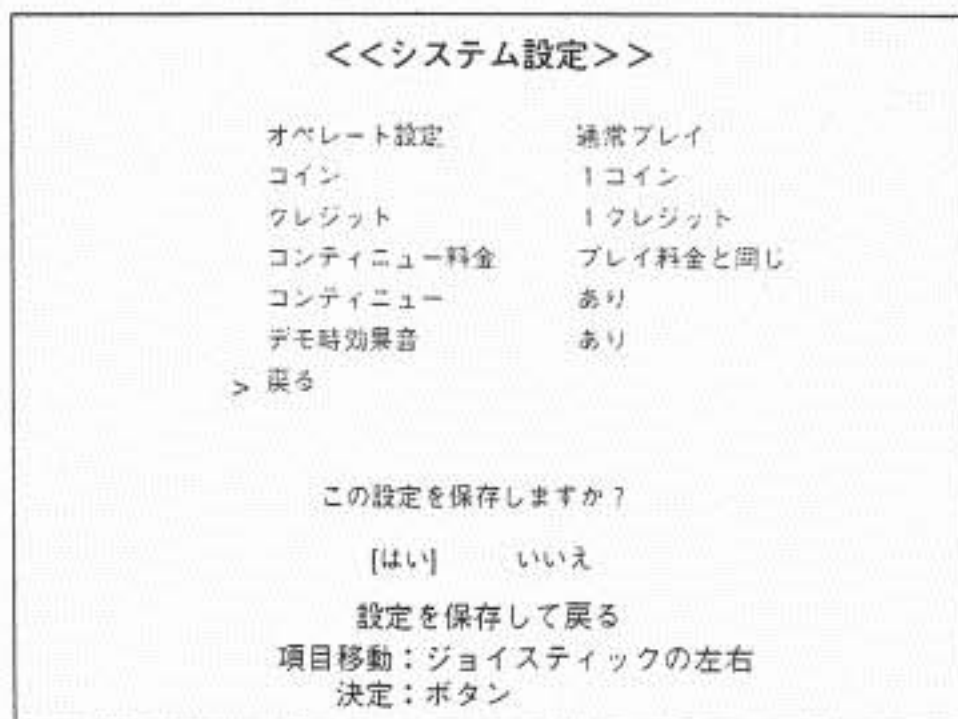 <<システム設定>>
オペレート設定 通常プレイ
コイン 1コイン
クレジット 1クレジット
コンティニュー料金 プレイ料金と同じ
コンティニュー あり
デモ時効果音 あり
> 戻る
この設定を保存しますか?
[はい] いいえ
設定を保存して戻る
項目移動:ジョイスティックの左右
決定:ボタン